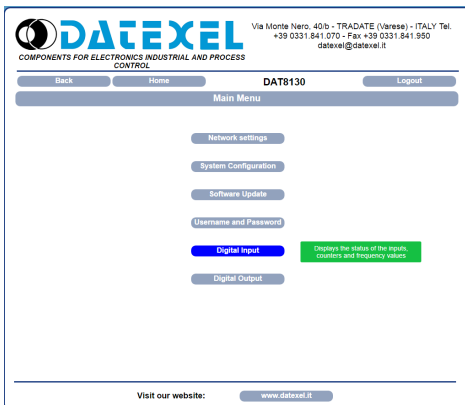 DATEXEL
COMPONENTS FOR ELECTRONICS INDUSTRIAL AND PROCESS
CONTROL
Via Monte Nero, 40/b - TRADATE (Varese) - ITALY Tel.
+39 0331.841.070 - Fax +39 0331.841.950
datexel@datexel.it
Back Home DAT8130 Logout
Main Menu
Network settings
System Configuration
Software Update
Username and Password
Digital Input
Displays the status of the inputs,
counters and frequency values
Digital Output
Visit our website: www.datexel.it